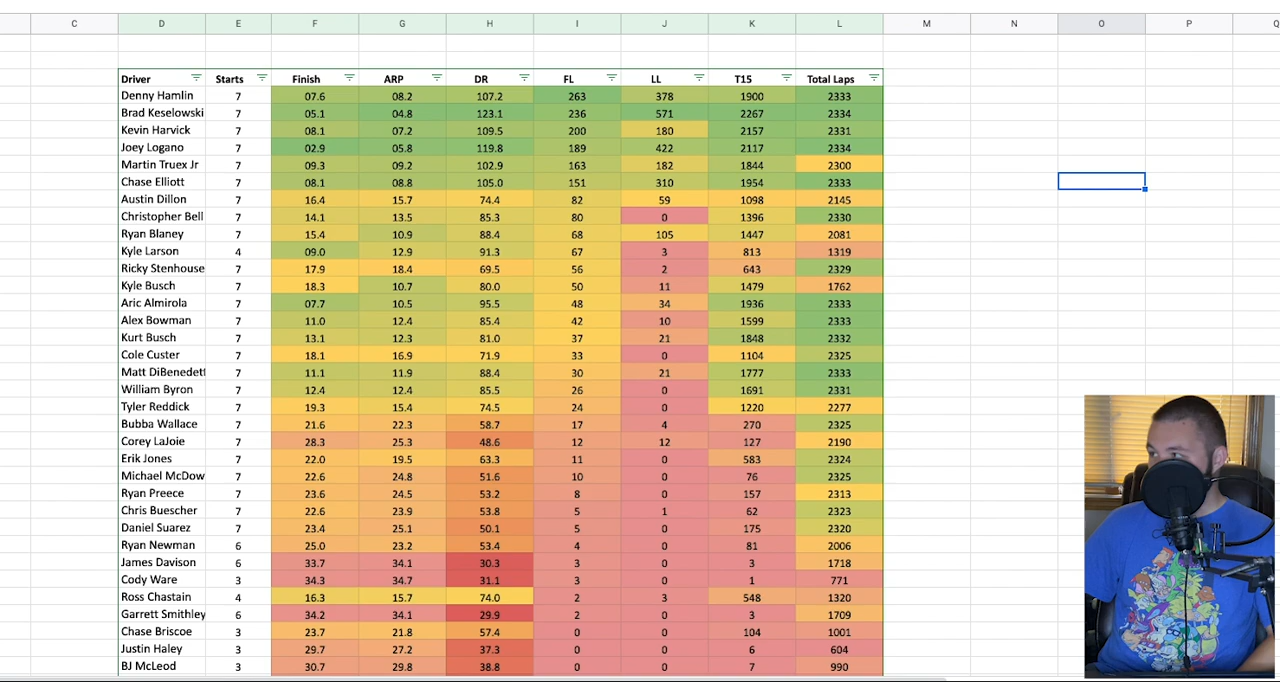 C D E F G H I J K L M N O P Q
Driver Starts Finish ARP DR FL LL T15 Total Laps
Denny Hamlin 7 07.6 08.2 107.2 263 378 1900 2333
Brad Keselowski 7 05.1 04.8 123.1 236 571 2267 2334
Kevin Harvick 7 08.1 07.2 109.5 200 180 2157 2331
Joey Logano 7 02.9 05.8 119.8 189 422 2117 2334
Martin Truex Jr 7 09.3 09.2 102.9 163 182 1844 2300
Chase Elliott 7 08.1 08.8 105.0 151 310 1954 2333
Austin Dillon 7 16.4 15.7 74.4 82 59 1098 2145
Christopher Bell 7 14.1 13.5 85.3 80 0 1396 2330
Ryan Blaney 7 15.4 10.9 88.4 68 105 1447 2081
Kyle Larson 4 09.0 12.9 91.3 67 3 813 1319
Ricky Stenhouse 7 17.9 18.4 69.5 56 2 643 2329
Kyle Busch 7 18.3 10.7 80.0 50 11 1479 1762
Aric Almirola 7 07.7 10.5 95.5 48 34 1936 2333
Alex Bowman 7 11.0 12.4 85.4 42 10 1599 2333
Kurt Busch 7 13.1 12.3 81.0 37 21 1848 2332
Cole Custer 7 18.1 16.9 71.9 33 0 1104 2325
Matt DiBenedet 7 11.1 11.9 88.4 30 21 1777 2333
William Byron 7 12.4 12.4 85.5 26 0 1691 2331
Tyler Reddick 7 19.3 15.4 74.5 24 0 1220 2277
Bubba Wallace 7 21.6 22.3 58.7 17 4 270 2325
Corey LaJoie 7 28.3 25.3 48.6 12 12 127 2190
Erik Jones 7 22.0 19.5 63.3 11 0 583 2324
Michael McDow 7 22.6 24.8 51.6 10 0 76 2325
Ryan Preece 7 23.6 24.5 53.2 8 0 157 2313
Chris Buescher 7 22.6 23.9 53.8 5 1 62 2323
Daniel Suarez 7 23.4 25.1 50.1 5 0 175 2320
Ryan Newman 6 25.0 23.2 53.4 4 0 81 2006
James Davison 6 33.7 34.1 30.3 3 0 3 1718
Cody Ware 3 34.3 34.7 31.1 3 0 1 771
Ross Chastain 4 16.3 15.7 74.0 2 3 548 1320
Garrett Smithley 6 34.2 34.1 29.9 2 0 3 1709
Chase Briscoe 3 23.7 21.8 57.4 0 0 104 1001
Justin Haley 3 29.7 27.2 37.3 0 0 6 604
BJ McLeod 3 30.7 29.8 38.8 0 0 7 990